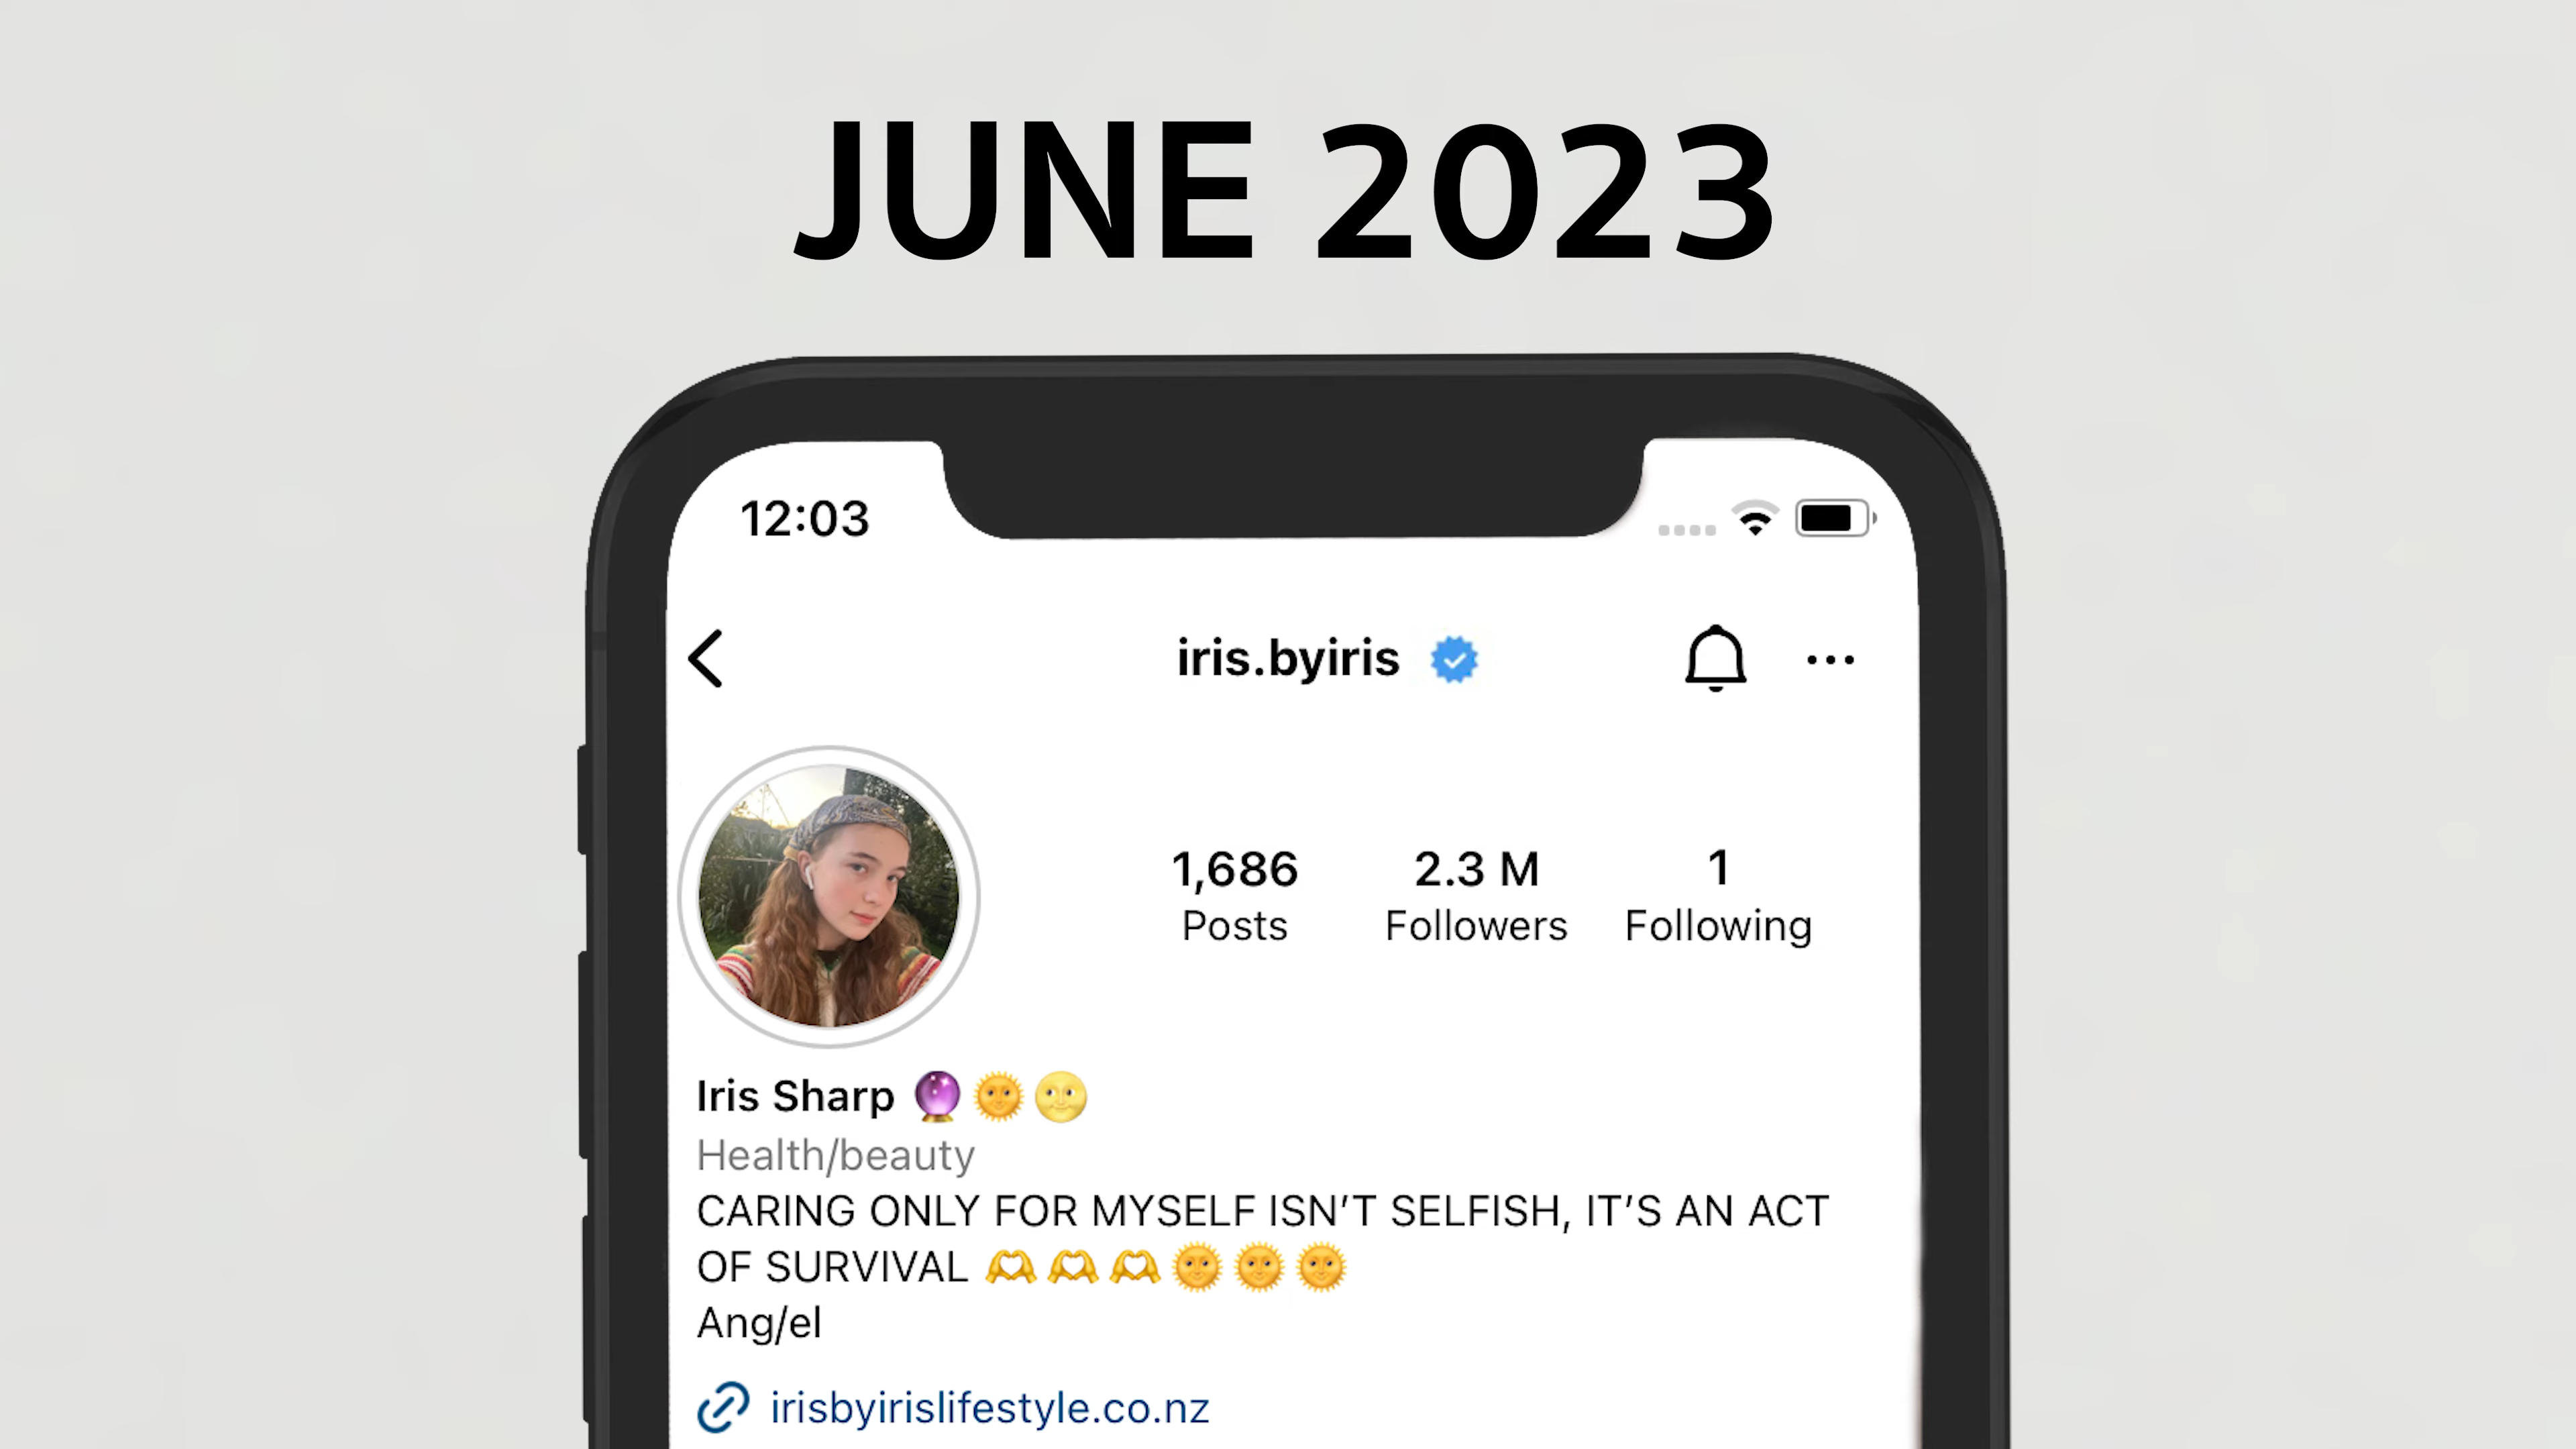 JUNE 2023
12:03
iris.byiris
1,686 2.3 M 1
Posts Followers Following
Iris Sharp 🔮🌞🌝
Health/beauty
CARING ONLY FOR MYSELF ISN’T SELFISH, IT’S AN ACT
OF SURVIVAL 🫶🫶🫶🌞🌞🌞
Ang/el
irisbyirislifestyle.co.nz